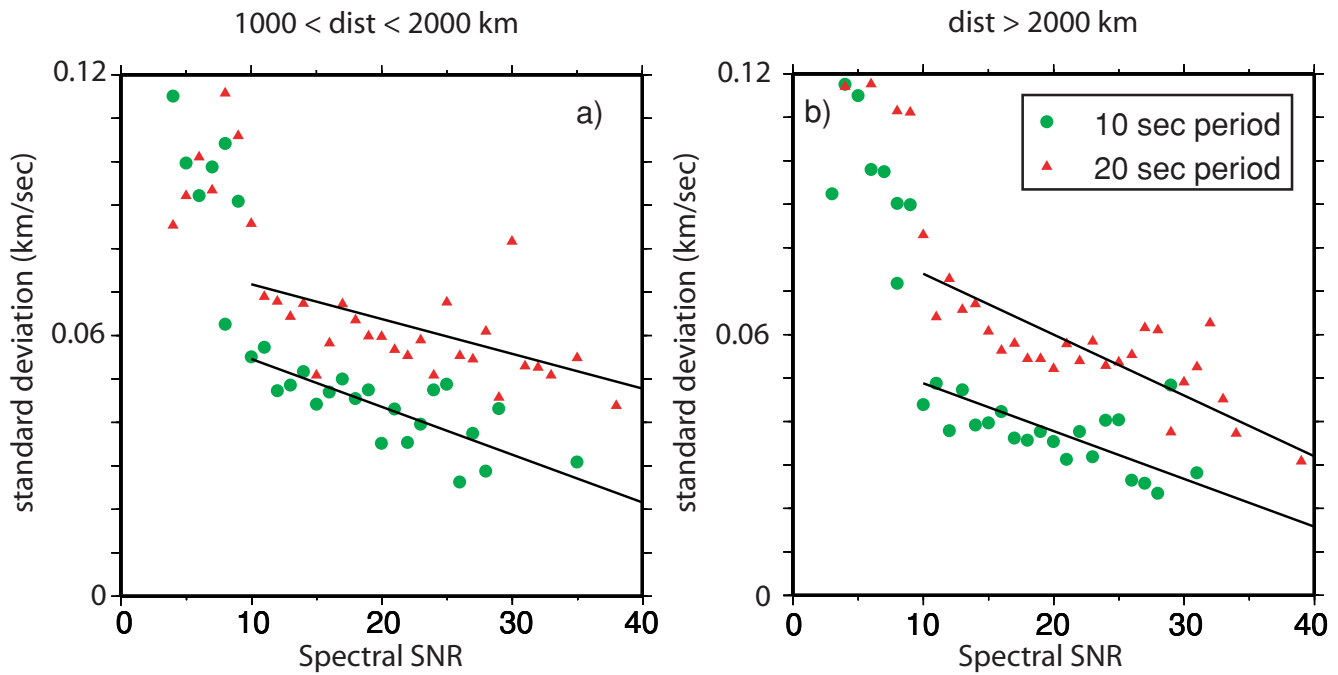 1000 < dist < 2000 km
dist > 2000 km
0.12
0.06
0
standard deviation (km/sec)
a)
0 10 20 30 40
Spectral SNR
0.12
0.06
0
standard deviation (km/sec)
b)
10 sec period
20 sec period
0 10 20 30 40
Spectral SNR